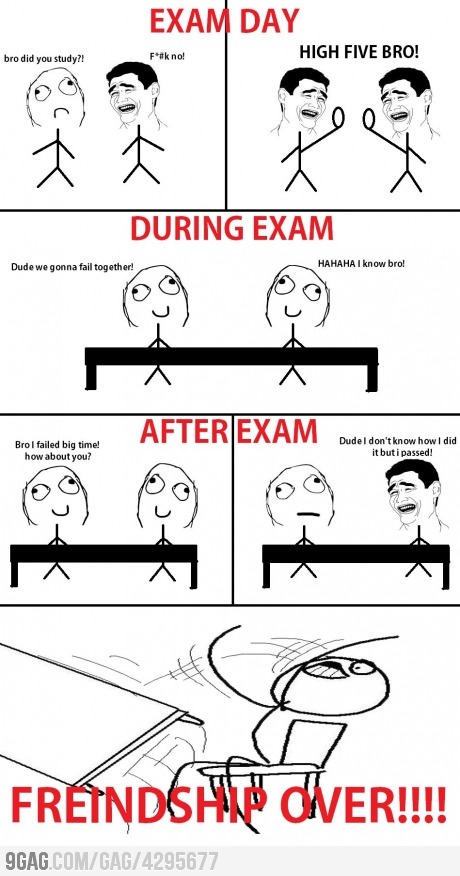 EXAM DAY
bro did you study?!
F*#k no!
HIGH FIVE BRO!
DURING EXAM
Dude we gonna fail together!
HAHAHA I know bro!
AFTER EXAM
Bro I failed big time!
how about you?
Dude I don't know how I did
it but i passed!
FREINDSHIP OVER!!!!
9GAG.COM/GAG/4295677